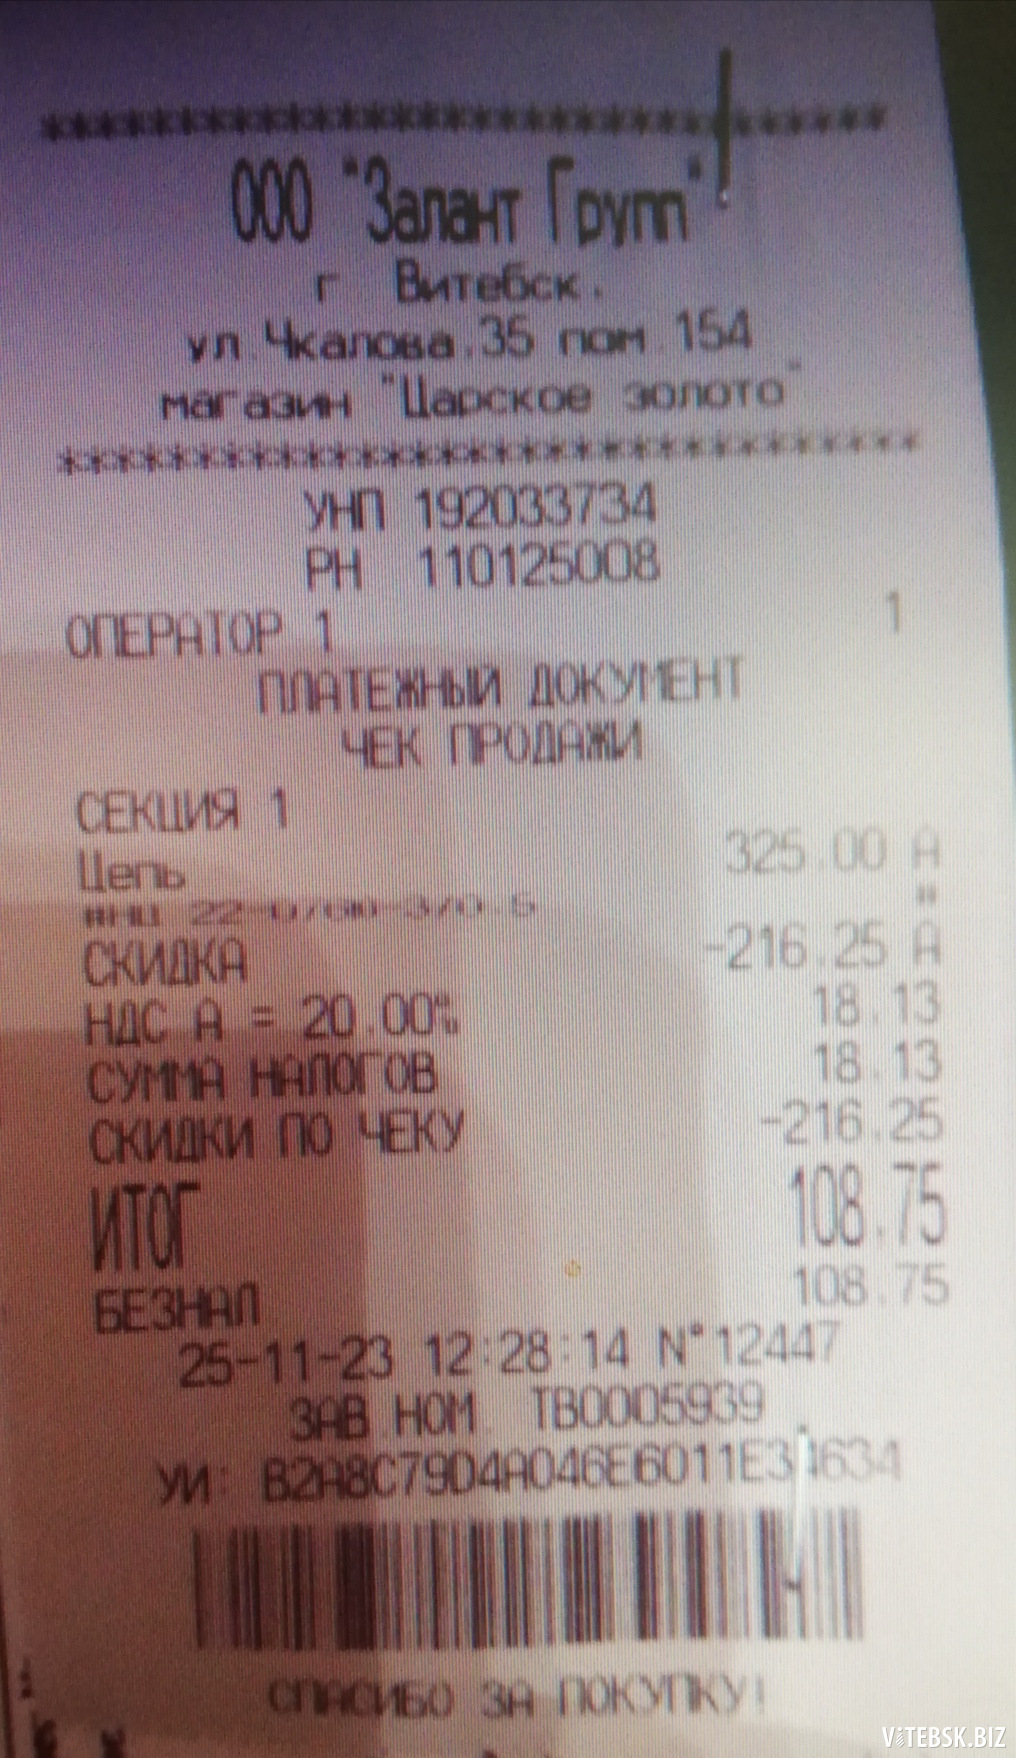 ************************************
ООО "Залант Групп"
г Витебск.
ул.Чкалова,35 пом.154
магазин "Царское золото"
************************************
УНП 192033734
РН 110125008
ОПЕРАТОР 1 1
ПЛАТЕЖНЫЙ ДОКУМЕНТ
ЧЕК ПРОДАЖИ
СЕКЦИЯ 1
Цепь 325.00 А
СКИДКА -216.25 А
НДС А = 20.00% 18.13
СУММА НАЛОГОВ 18.13
СКИДКИ ПО ЧЕКУ -216.25
ИТОГ 108.75
БЕЗНАЛ 108.75
25-11-23 12:28:14 N°12447
ЗАВ.НОМ. TB0005939
УИ:
СПАСИБО ЗА ПОКУПКУ!
VITEBSK.BIZ